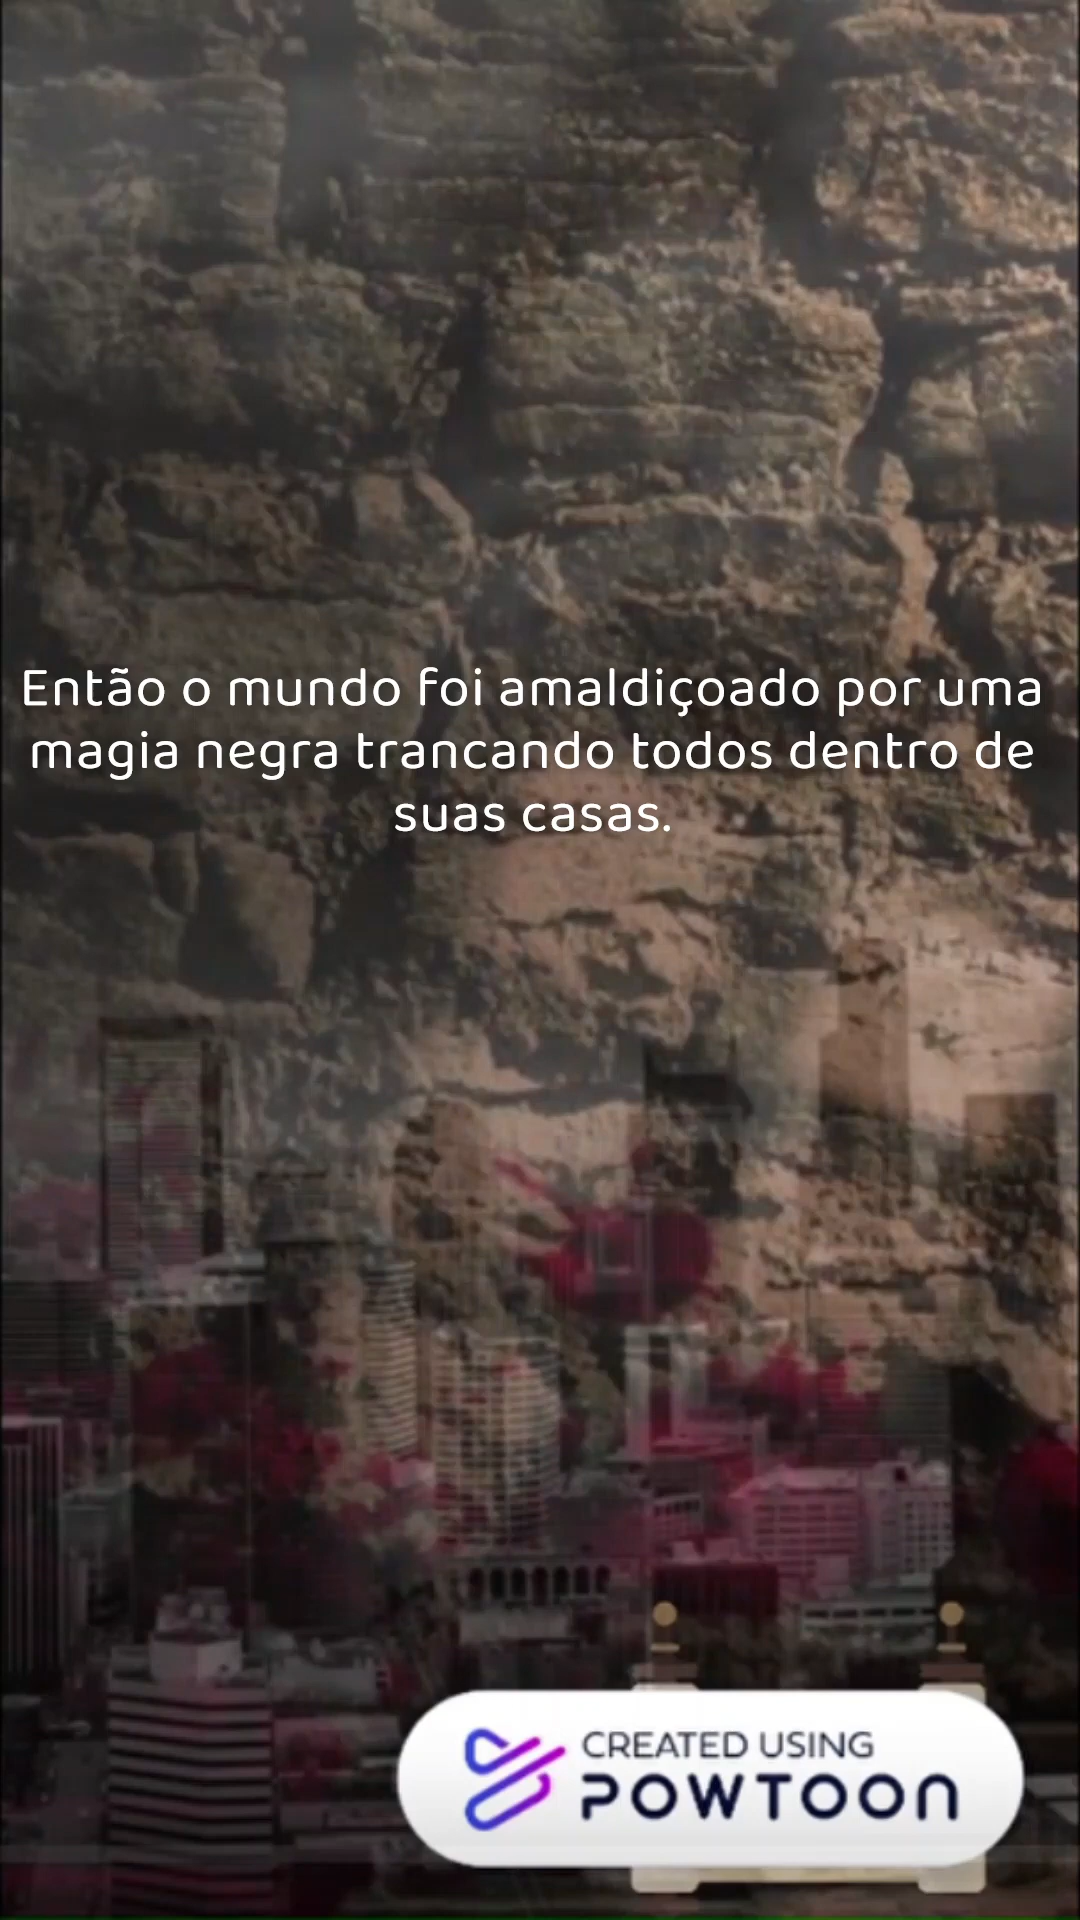 Então o mundo foi amaldiçoado por uma
magia negra trancando todos dentro de
suas casas.
CREATED USING
POWTOON